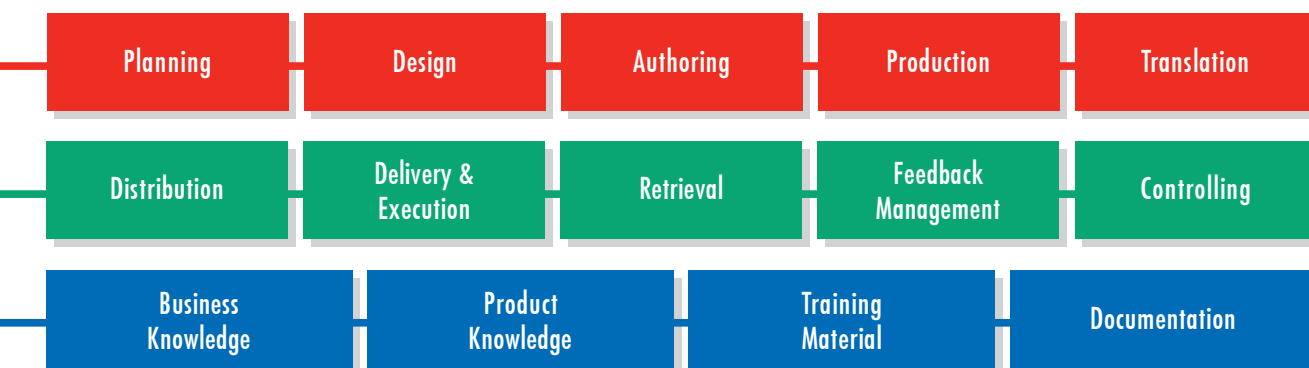 Planning
Design
Authoring
Production
Translation
Distribution
Delivery &
Execution
Retrieval
Feedback
Management
Controlling
Business
Knowledge
Product
Knowledge
Training
Material
Documentation